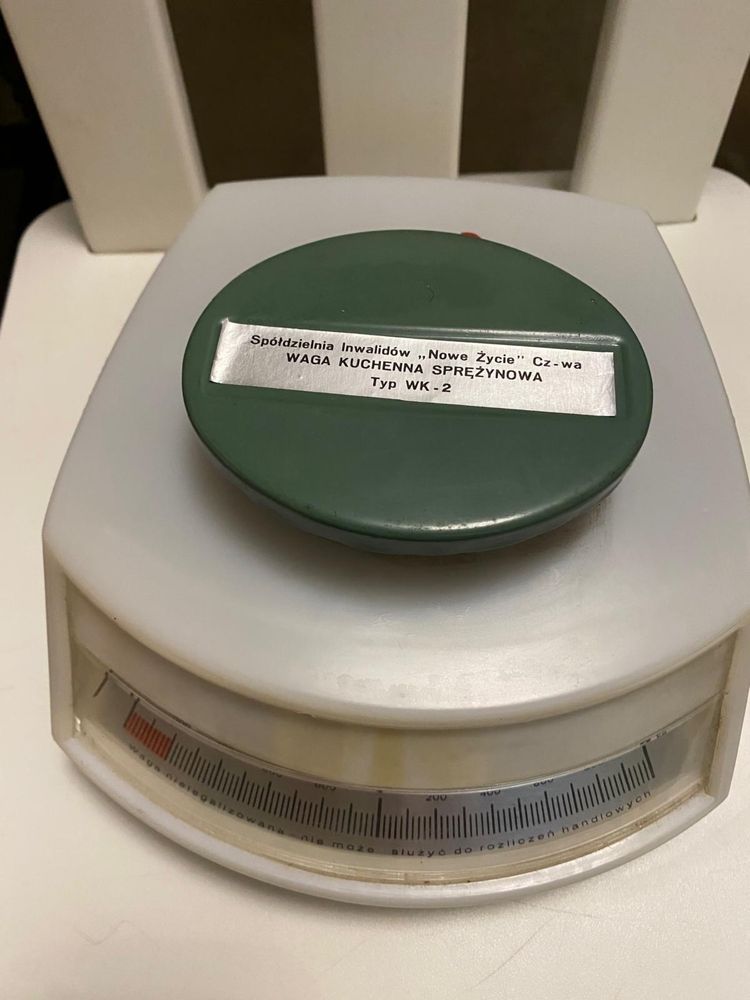 Spółdzielnia Inwalidów „Nowe Życie" Cz-wa
WAGA KUCHENNA SPRĘŻYNOWA
Typ WK-2
200 400
Waga nielegalizowana nie może służyć do rozliczeń handlowych